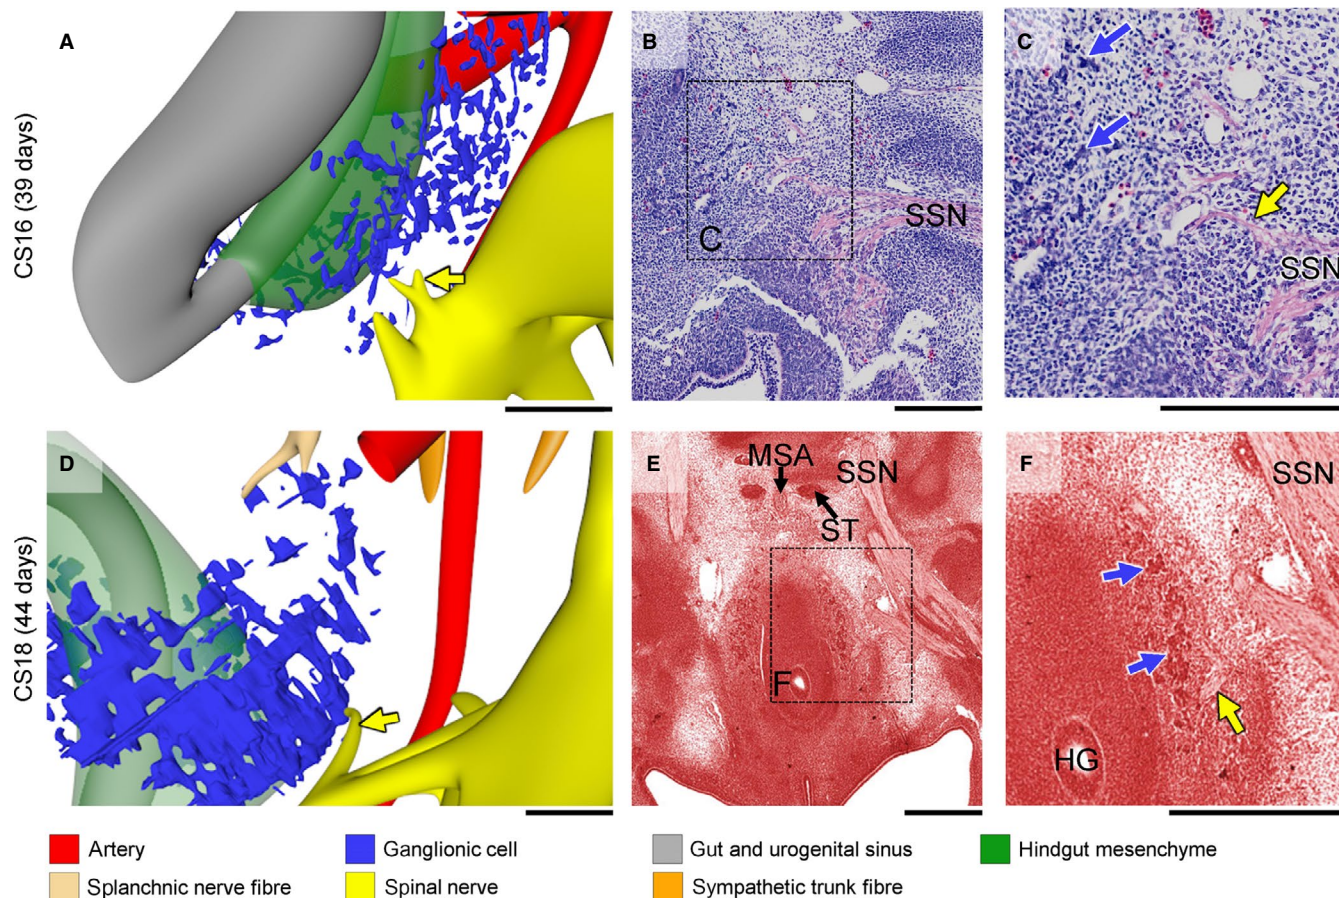 CS16 (39 days)
A
B
C
SSN
C
SSN
CS18 (44 days)
D
E
MSA
SSN
ST
F
F
SSN
HG
Artery
Ganglionic cell
Gut and urogenital sinus
Hindgut mesenchyme
Splanchnic nerve fibre
Spinal nerve
Sympathetic trunk fibre